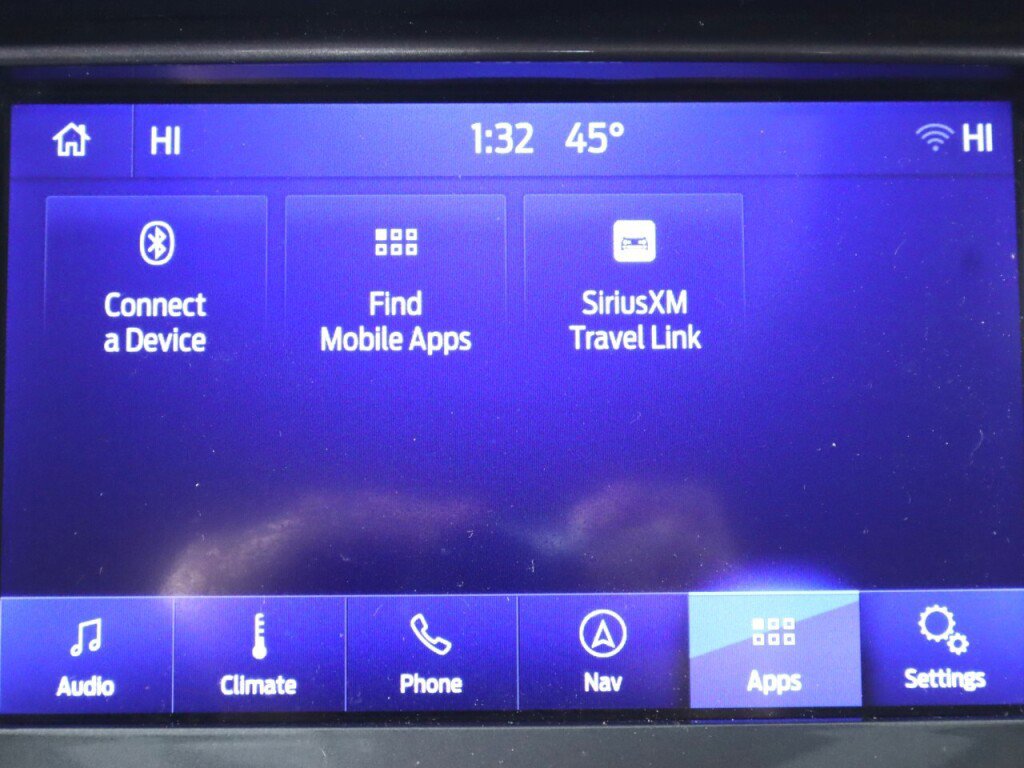 HI 1:32 45° HI
Connect
a Device
Find
Mobile Apps
SiriusXM
Travel Link
Audio Climate Phone Nav Apps Settings